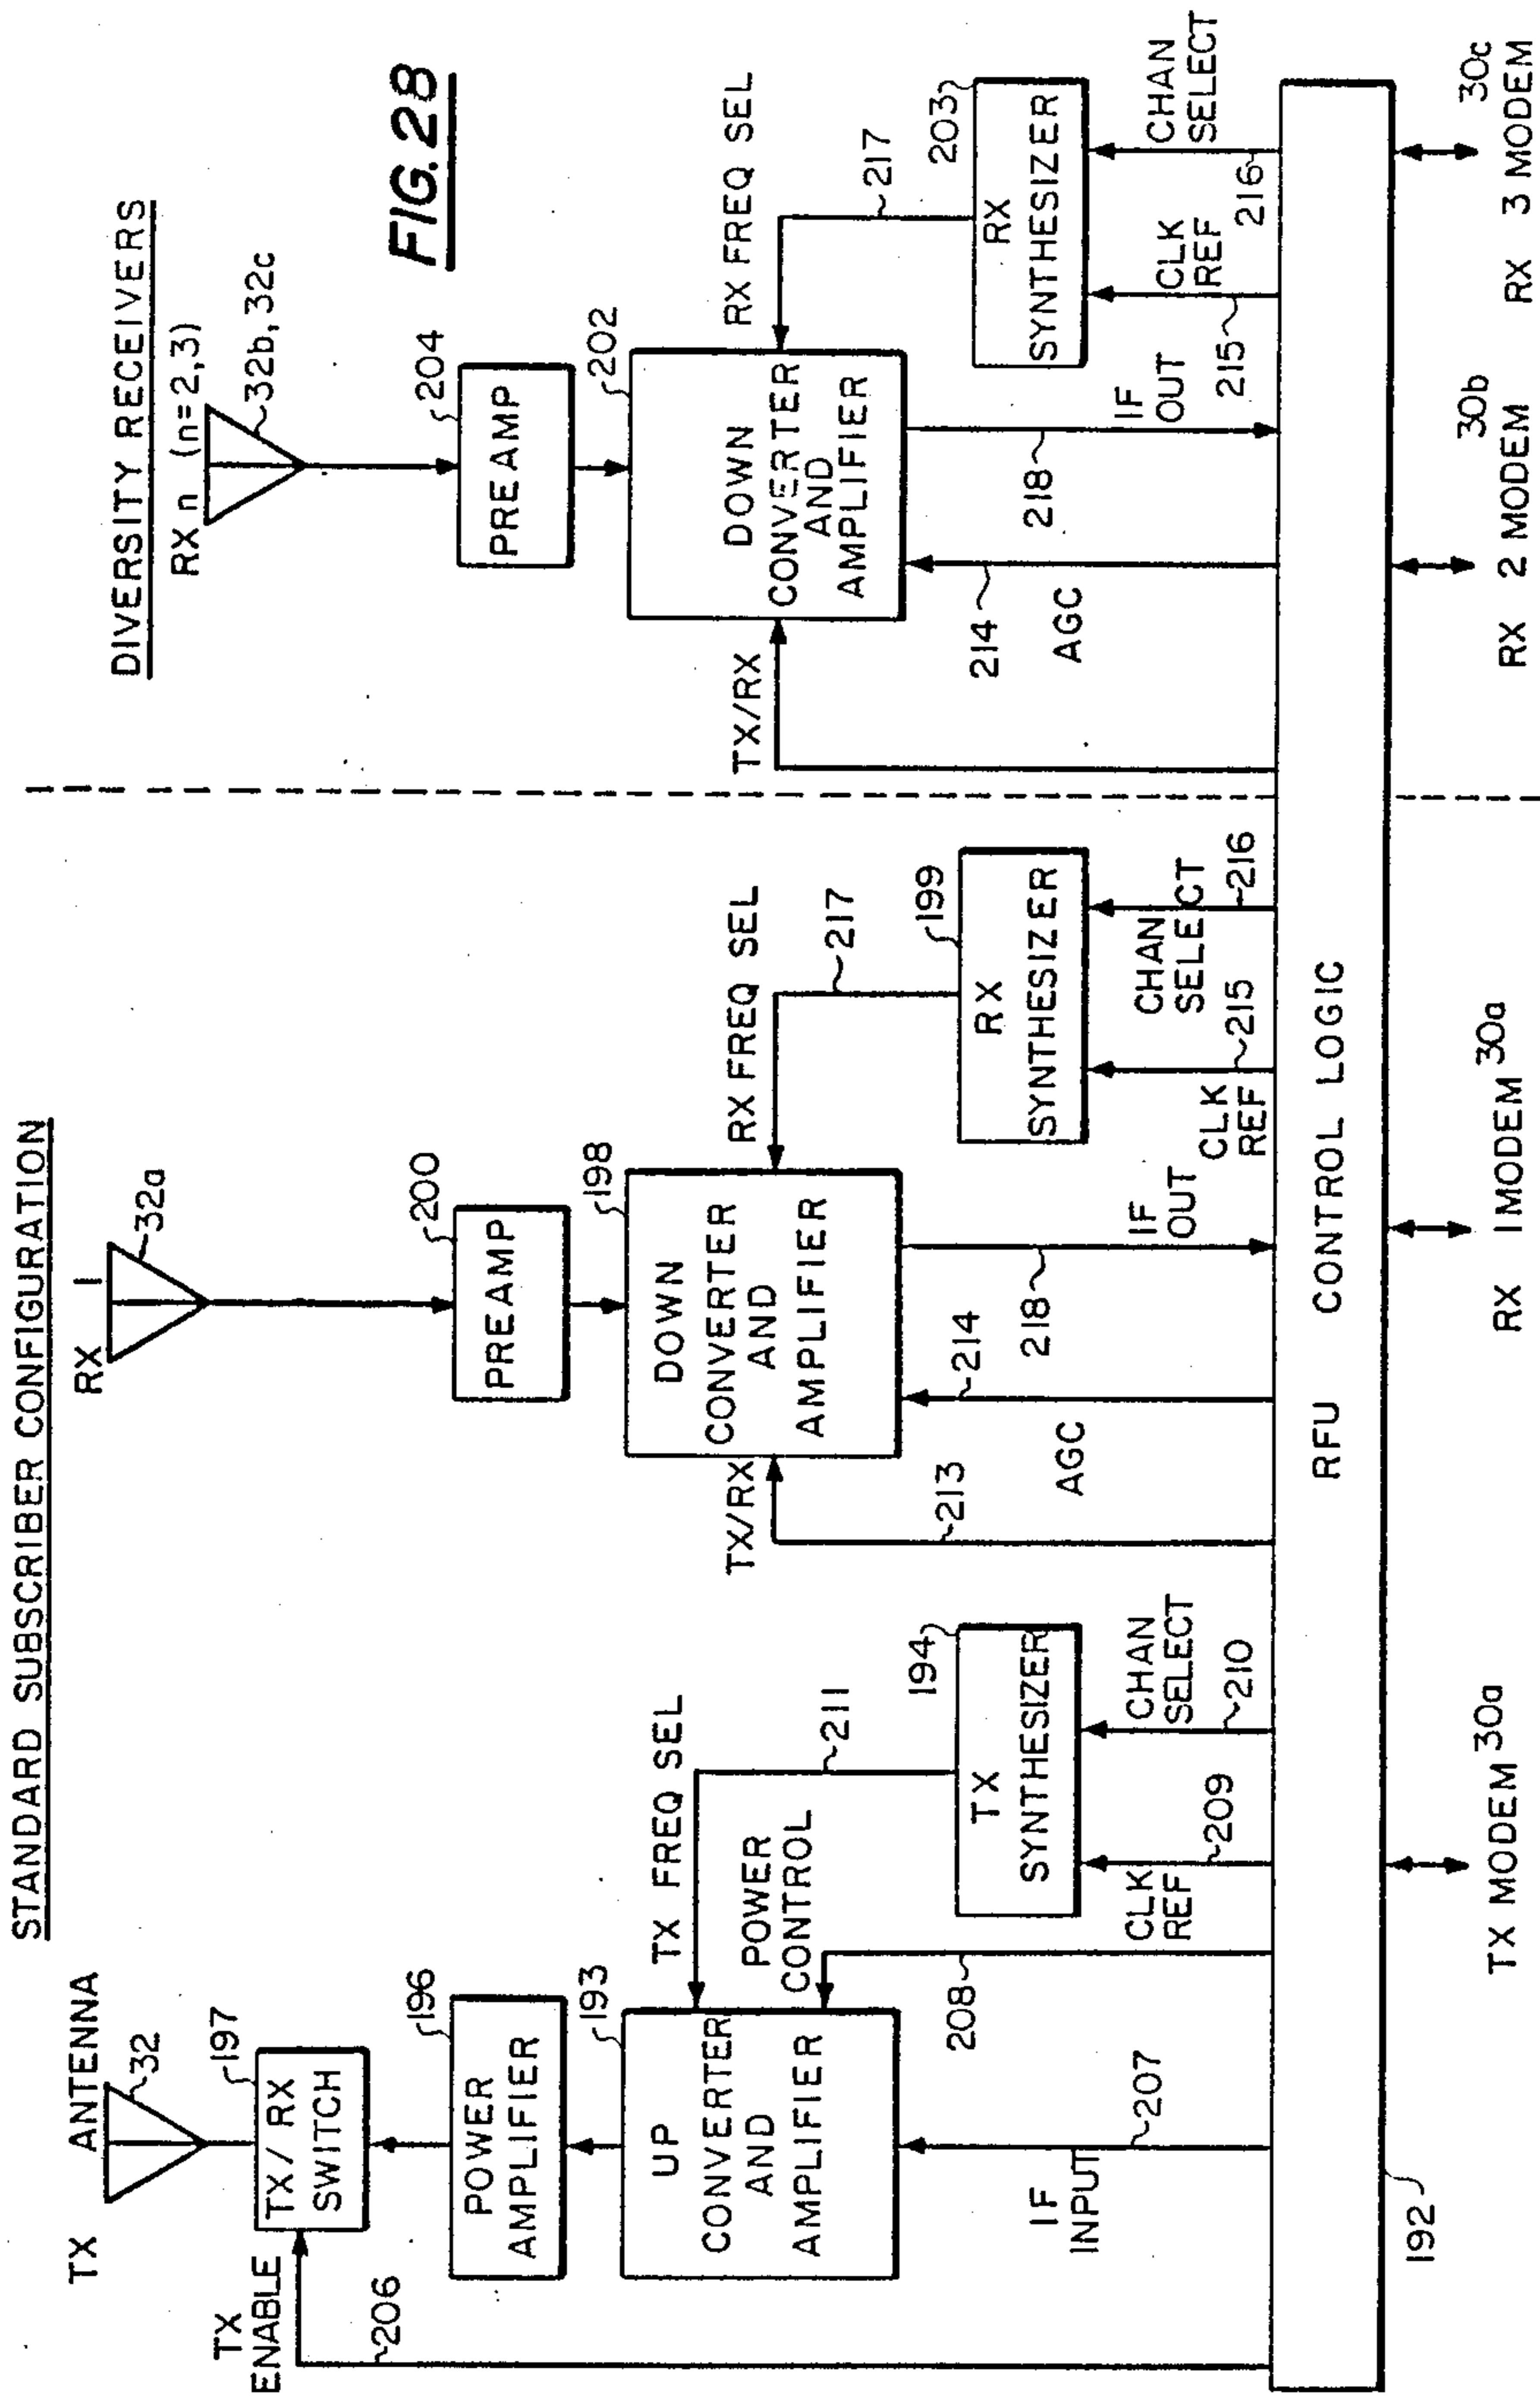 STANDARD SUBSCRIBER CONFIGURATION
DIVERSITY RECEIVERS
FIG. 28
TX ANTENNA
32
TX ENABLE
206
197
TX/RX
SWITCH
196
POWER
AMPLIFIER
193
UP
CONVERTER
AND
AMPLIFIER
TX FREQ SEL
211
POWER
CONTROL
208
IF
INPUT
207
194
TX
SYNTHESIZER
CLK
REF
209
CHAN
SELECT
210
RX 1
32a
200
PREAMP
198
DOWN
CONVERTER
AND
AMPLIFIER
TX/RX
213
AGC
214
218
IF
OUT
RX FREQ SEL
217
199
RX
SYNTHESIZER
CLK
REF
215
CHAN
SELECT
216
RX n (n=2,3)
32b, 32c
204
PREAMP
202
DOWN
CONVERTER
AND
AMPLIFIER
TX/RX
214
AGC
218
IF
OUT
RX FREQ SEL
217
203
RX
SYNTHESIZER
CLK
REF
215
CHAN
SELECT
216
RFU CONTROL LOGIC
192
TX MODEM 30a
RX 1 MODEM 30a
RX 2 MODEM 30b
RX 3 MODEM 30c